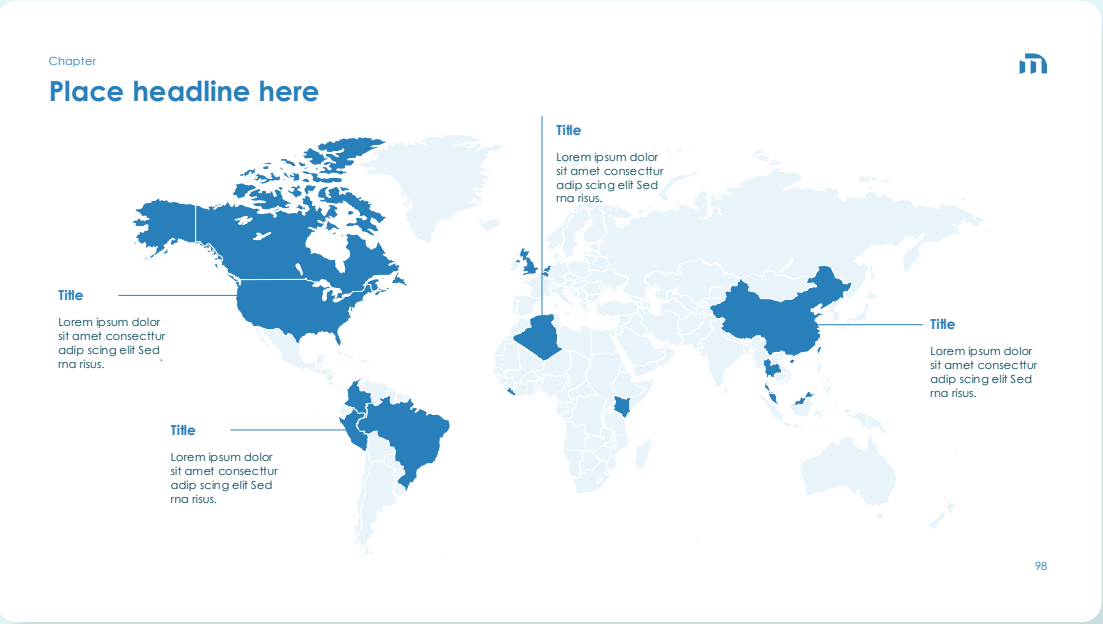 Chapter
Place headline here
Title
Lorem ipsum dolor
sit amet consecttur
adip scing elit Sed
rna risus.
Title
Lorem ipsum dolor
sit amet consecttur
adip scing elit Sed
rna risus.
Title
Lorem ipsum dolor
sit amet consecttur
adip scing elit Sed
rna risus.
Title
Lorem ipsum dolor
sit amet consecttur
adip scing elit Sed
rna risus.
98